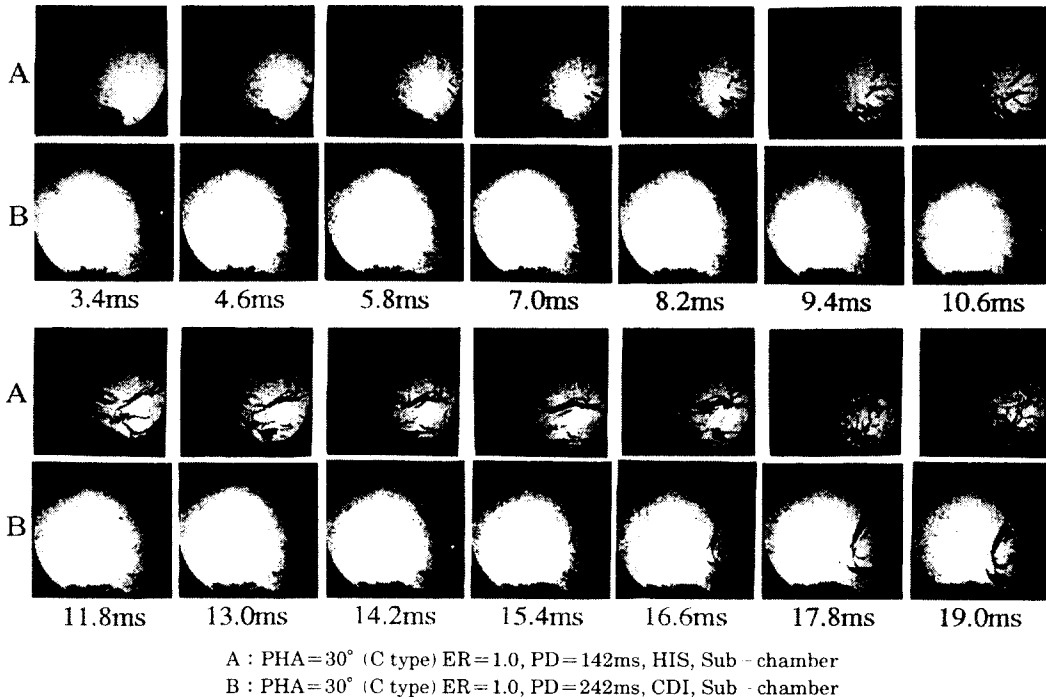 A
B
3.4ms 4.6ms 5.8ms 7.0ms 8.2ms 9.4ms 10.6ms
A
B
11.8ms 13.0ms 14.2ms 15.4ms 16.6ms 17.8ms 19.0ms
A : PHA=30° (C type) ER=1.0, PD=142ms, HIS, Sub-chamber
B : PHA=30° (C type) ER=1.0, PD=242ms, CDI, Sub-chamber